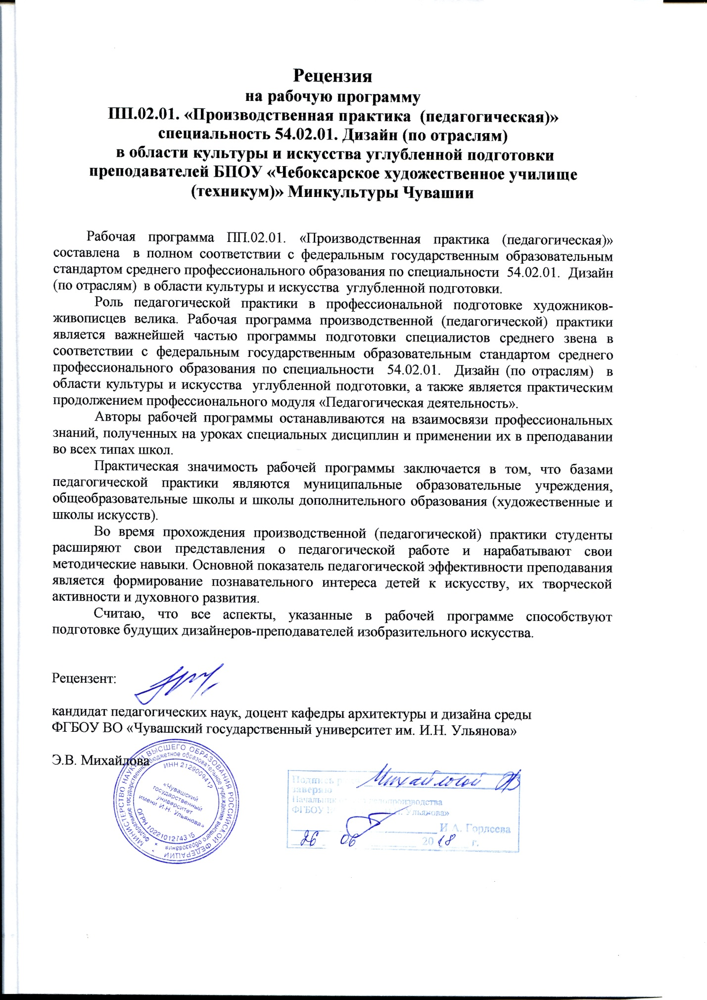 Рецензия
на рабочую программу
ПП.02.01. «Производственная практика (педагогическая)»
специальность 54.02.01. Дизайн (по отраслям)
в области культуры и искусства углубленной подготовки
преподавателей БПОУ «Чебоксарское художественное училище
(техникум)» Минкультуры Чувашии
Рабочая программа ПП.02.01. «Производственная практика (педагогическая)»
составлена в полном соответствии с федеральным государственным образовательным
стандартом среднего профессионального образования по специальности 54.02.01. Дизайн
(по отраслям) в области культуры и искусства углубленной подготовки.
Роль педагогической практики в профессиональной подготовке художников-
живописцев велика. Рабочая программа производственной (педагогической) практики
является важнейшей частью программы подготовки специалистов среднего звена в
соответствии с федеральным государственным образовательным стандартом среднего
профессионального образования по специальности 54.02.01. Дизайн (по отраслям) в
области культуры и искусства углубленной подготовки, а также является практическим
продолжением профессионального модуля «Педагогическая деятельность».
Авторы рабочей программы останавливаются на взаимосвязи профессиональных
знаний, полученных на уроках специальных дисциплин и применении их в преподавании
во всех типах школ.
Практическая значимость рабочей программы заключается в том, что базами
педагогической практики являются муниципальные образовательные учреждения,
общеобразовательные школы и школы дополнительного образования (художественные и
школы искусств).
Во время прохождения производственной (педагогической) практики студенты
расширяют свои представления о педагогической работе и нарабатывают свои
методические навыки. Основной показатель педагогической эффективности преподавания
является формирование познавательного интереса детей к искусству, их творческой
активности и духовного развития.
Считаю, что все аспекты, указанные в рабочей программе способствуют
подготовке будущих дизайнеров-преподавателей изобразительного искусства.
Рецензент:
кандидат педагогических наук, доцент кафедры архитектуры и дизайна среды
ФГБОУ ВО «Чувашский государственный университет им. И.Н. Ульянова»
Э.В. Михайлова
МИНИСТЕРСТВО НАУКИ И ВЫСШЕГО ОБРАЗОВАНИЯ РОССИЙСКОЙ ФЕДЕРАЦИИ
Федеральное государственное бюджетное образовательное учреждение высшего образования
ИНН 2129009412
«Чувашский
государственный
университет
имени И.Н. Ульянова»
ОГРН 1022101274315
Подпись Михайловой ЭВ
заверяю
Начальник делопроизводства
ФГБОУ Ульянова»
И.А. Гордеева
26 06 2018 г.